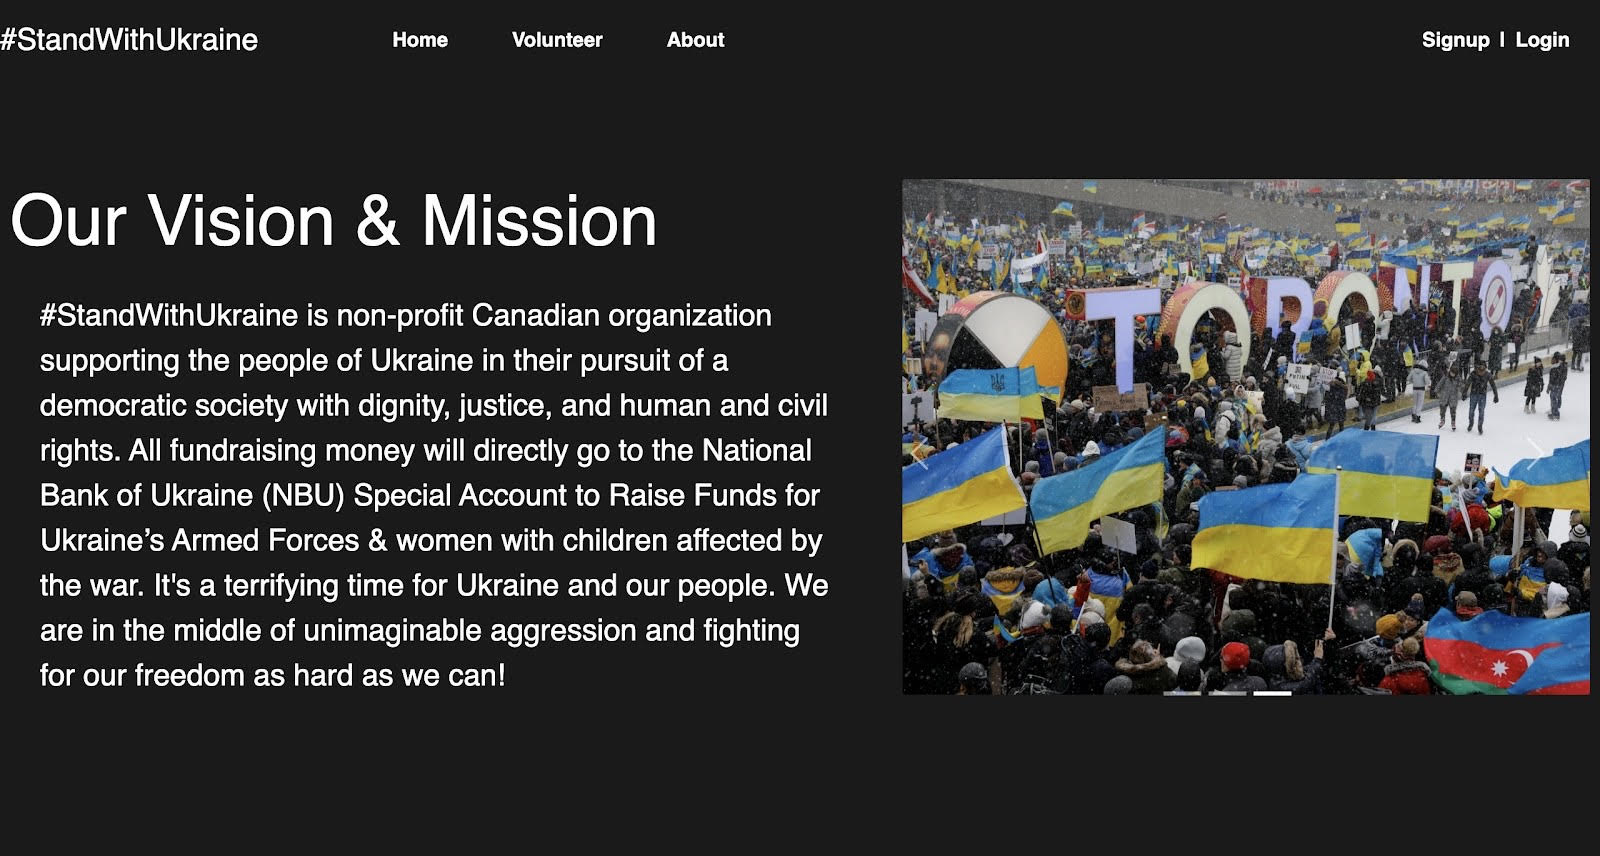 #StandWithUkraine
Home
Volunteer
About
Signup | Login
Our Vision & Mission
#StandWithUkraine is non-profit Canadian organization
supporting the people of Ukraine in their pursuit of a
democratic society with dignity, justice, and human and civil
rights. All fundraising money will directly go to the National
Bank of Ukraine (NBU) Special Account to Raise Funds for
Ukraine’s Armed Forces & women with children affected by
the war. It's a terrifying time for Ukraine and our people. We
are in the middle of unimaginable aggression and fighting
for our freedom as hard as we can!
TORONTO